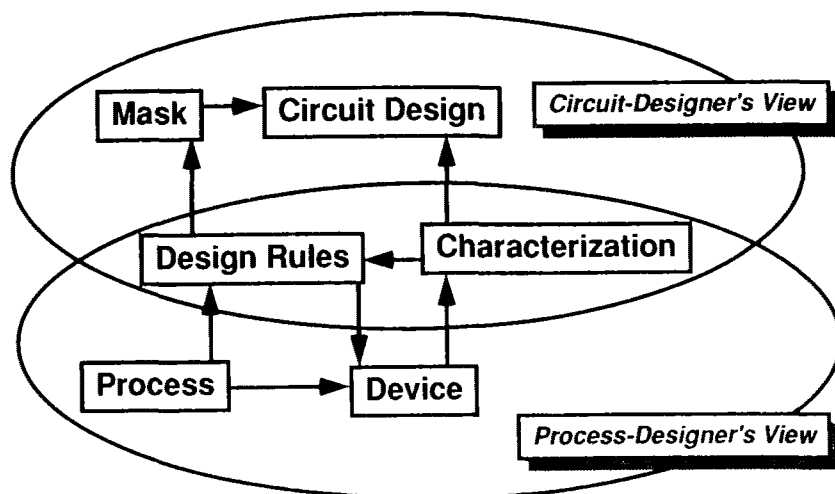 Mask
Circuit Design
Circuit-Designer's View
Design Rules
Characterization
Process
Device
Process-Designer's View